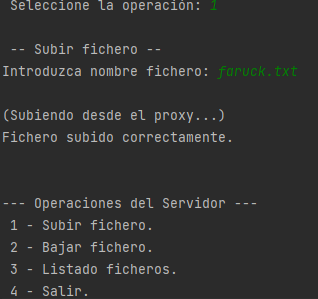 Seleccione la operación: 1
-- Subir fichero --
Introduzca nombre fichero: faruck.txt
(Subiendo desde el proxy...)
Fichero subido correctamente.
--- Operaciones del Servidor ---
1 - Subir fichero.
2 - Bajar fichero.
3 - Listado ficheros.
4 - Salir.